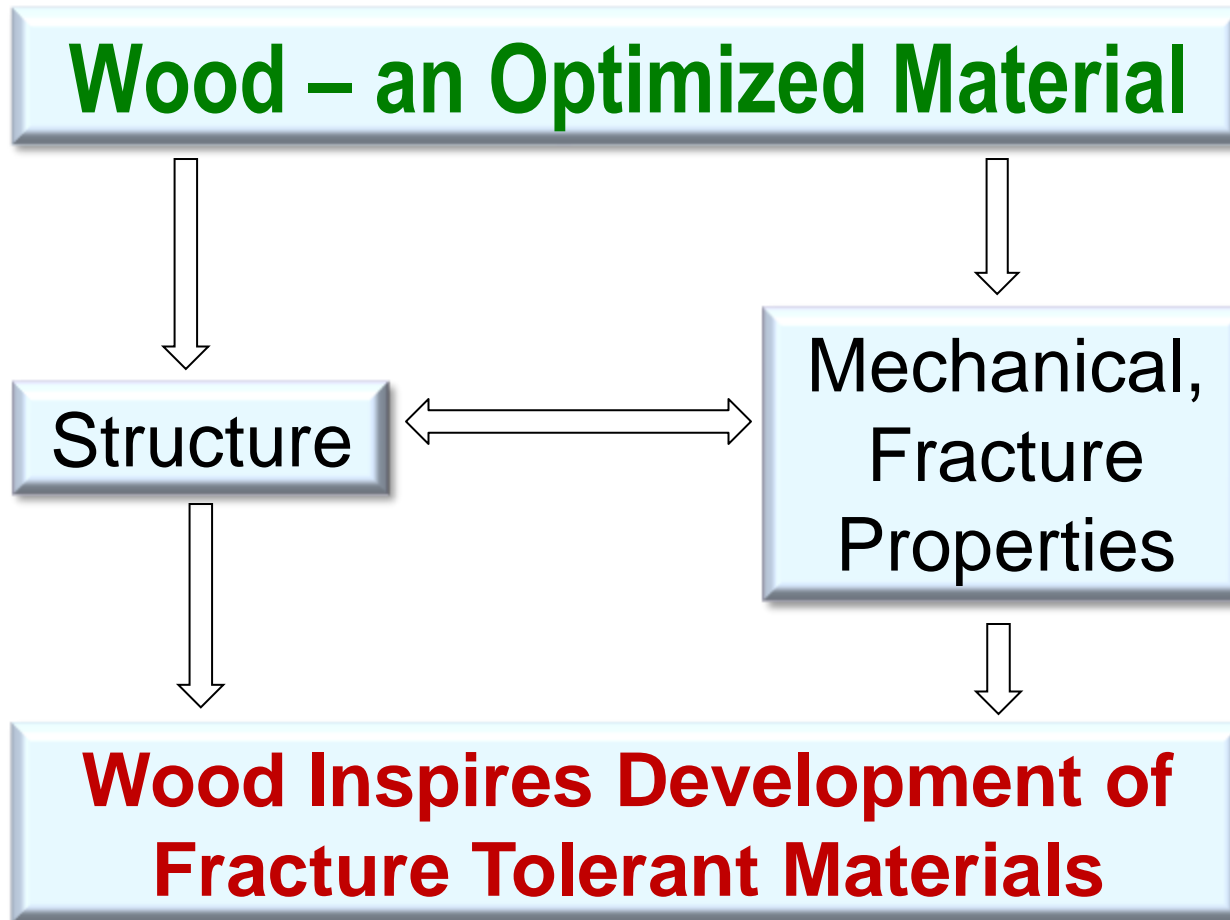 Wood – an Optimized Material
Structure
Mechanical,
Fracture
Properties
Wood Inspires Development of
Fracture Tolerant Materials